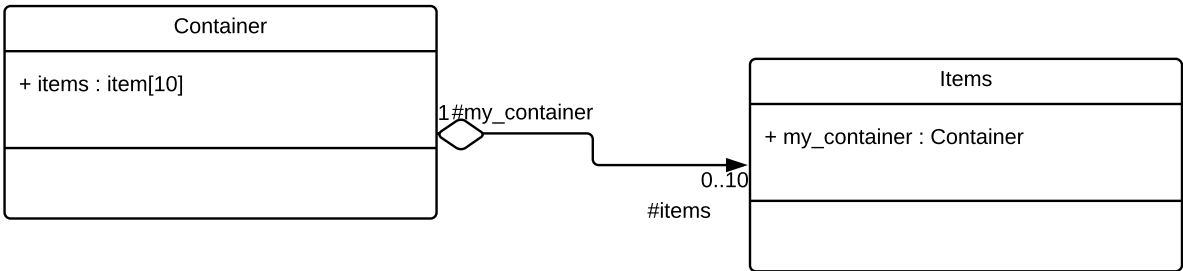 Container
+ items : item[10]
1 #my_container
0..10
#items
Items
+ my_container : Container